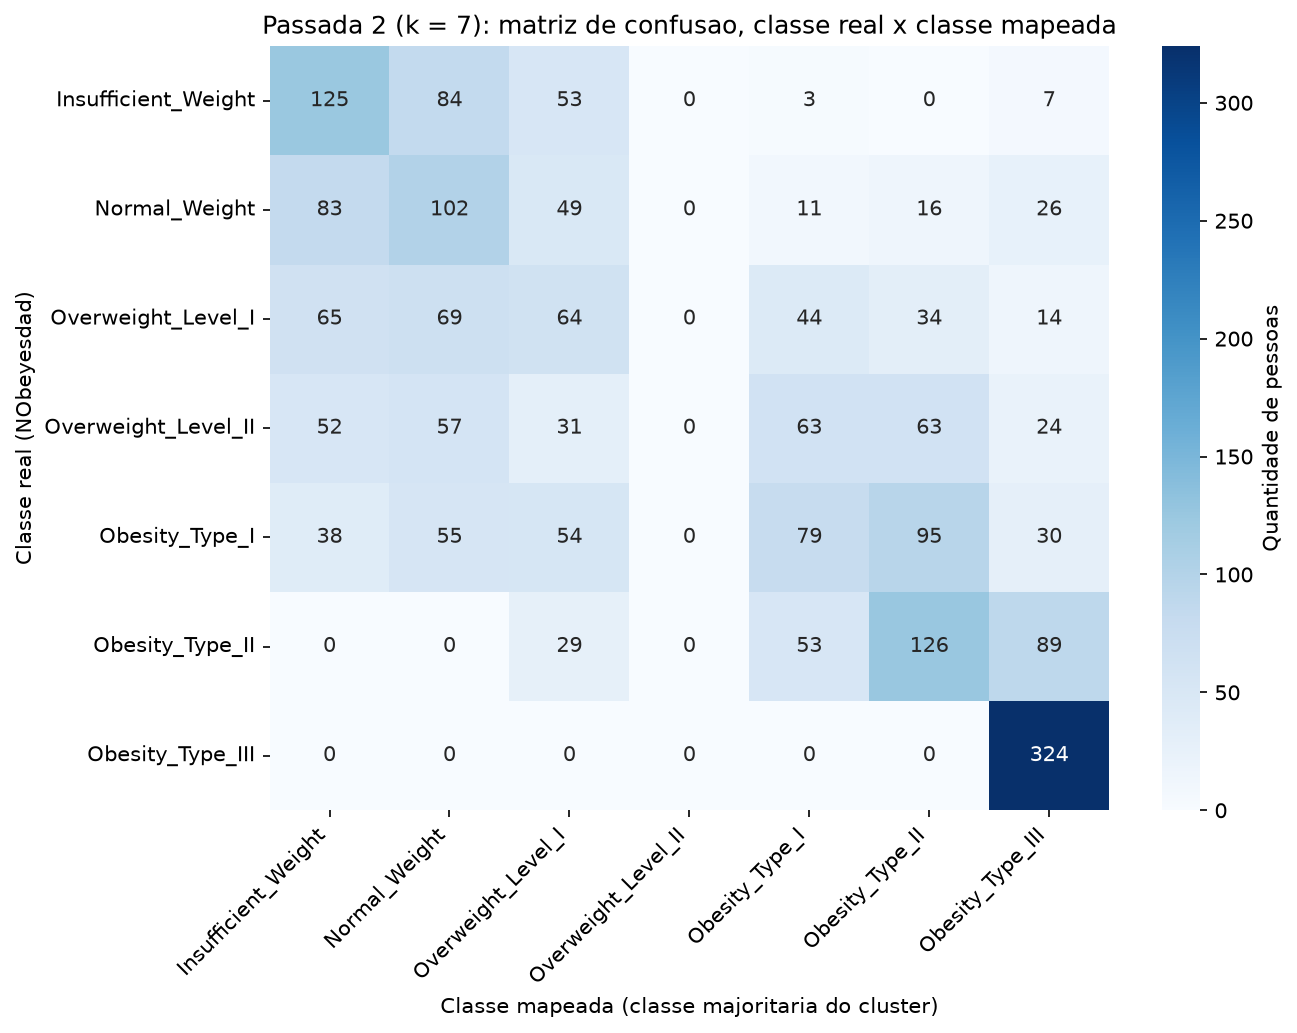 Passada 2 (k = 7): matriz de confusao, classe real x classe mapeada
Classe real (NObeyesdad)
Insufficient_Weight 125 84 53 0 3 0 7
Normal_Weight 83 102 49 0 11 16 26
Overweight_Level_I 65 69 64 0 44 34 14
Overweight_Level_II 52 57 31 0 63 63 24
Obesity_Type_I 38 55 54 0 79 95 30
Obesity_Type_II 0 0 29 0 53 126 89
Obesity_Type_III 0 0 0 0 0 0 324
Insufficient_Weight
Normal_Weight
Overweight_Level_I
Overweight_Level_II
Obesity_Type_I
Obesity_Type_II
Obesity_Type_III
Classe mapeada (classe majoritaria do cluster)
300
250
200
150
100
50
0
Quantidade de pessoas